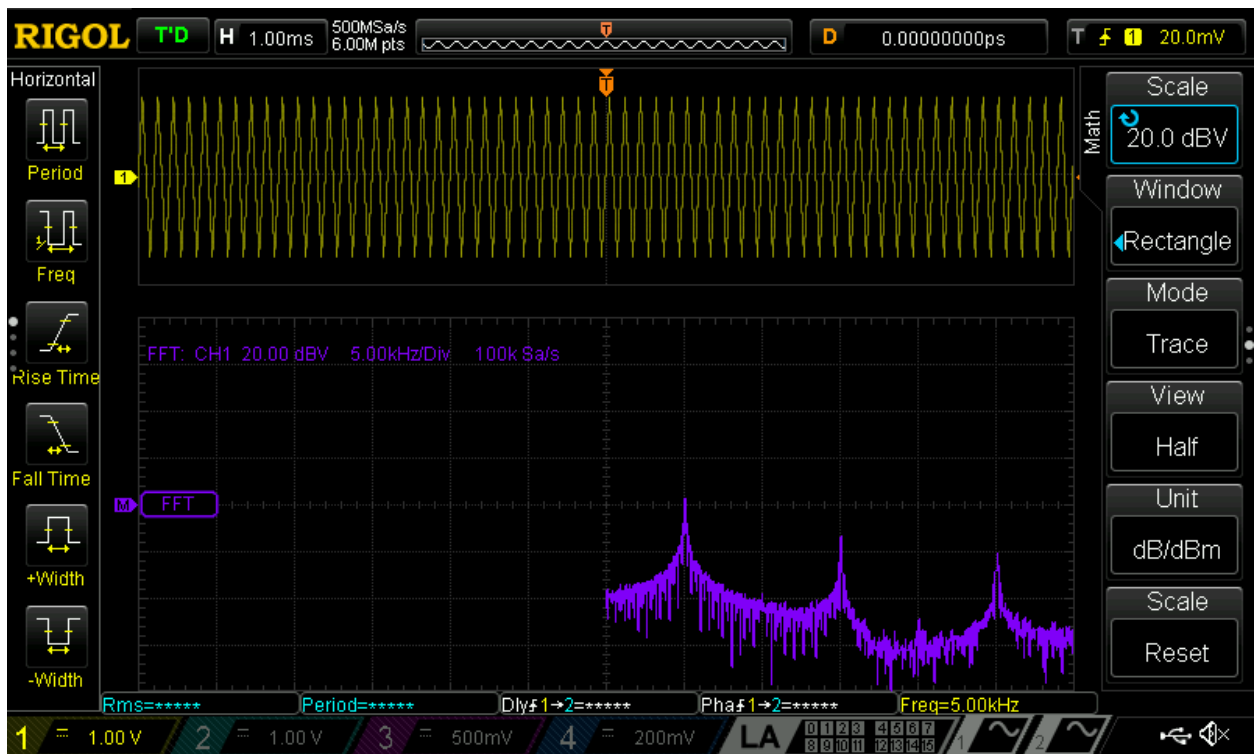 RIGOL T'D H 1.00ms 500MSa/s 6.00M pts T D 0.00000000ps T 1 20.0mV
Horizontal
Period
Freq
Rise Time
Fall Time
+Width
-Width
T
1
FFT: CH1 20.00 dBV 5.00kHz/Div 100k Sa/s
M FFT
Math
Scale
20.0 dBV
Window
Rectangle
Mode
Trace
View
Half
Unit
dB/dBm
Scale
Reset
Rms=***** Period=***** Dly1→2=***** Pha1→2=***** Freq=5.00kHz
1 = 1.00 V 2 = 1.00 V 3 = 500mV 4 = 200mV LA 0 1 2 3 4 5 6 7 1 2
8 9 10 11 12 13 14 15